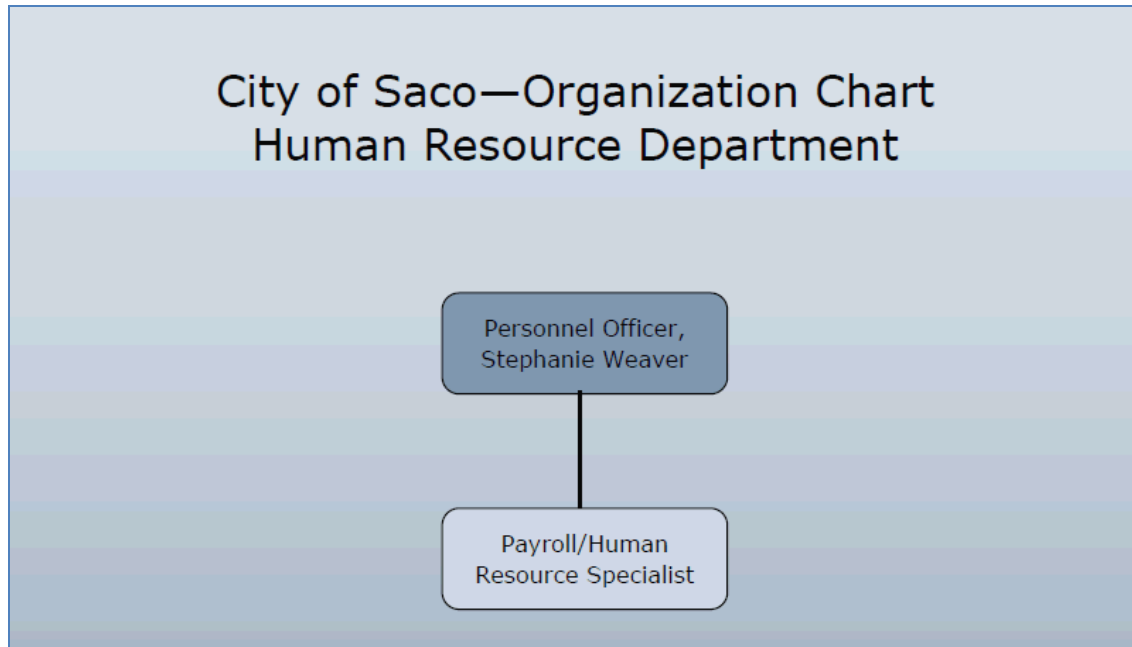 City of Saco—Organization Chart
Human Resource Department
Personnel Officer,
Stephanie Weaver
Payroll/Human
Resource Specialist